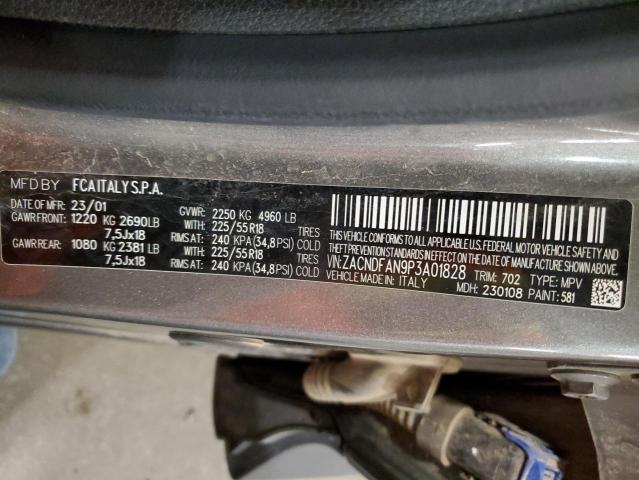 MFD BY FCA ITALY S.P.A.
DATE OF MFR: 23/01 GVWR: 2250 KG 4960 LB
GAWR FRONT: 1220 KG 2690LB WITH 225/55R18 TIRES
7,5Jx18 RIMS AT: 240 KPA (34,8PSI) COLD
GAWR REAR: 1080 KG 2381 LB WITH 225/55R18 TIRES
7,5Jx18 RIMS AT: 240 KPA (34,8PSI) COLD
THIS VEHICLE CONFORMS TO ALL APPLICABLE U.S. FEDERAL MOTOR VEHICLE SAFETY, BUMPER AND THEFT
PREVENTION STANDARDS IN EFFECT ON THE DATE OF MANUFACTURE SHOWN ABOVE.
VIN: ZACNDFAN9P3A01828 TRIM: 702 TYPE: MPV
VEHICLE MADE IN: ITALY MDH: 230108 PAINT: 581